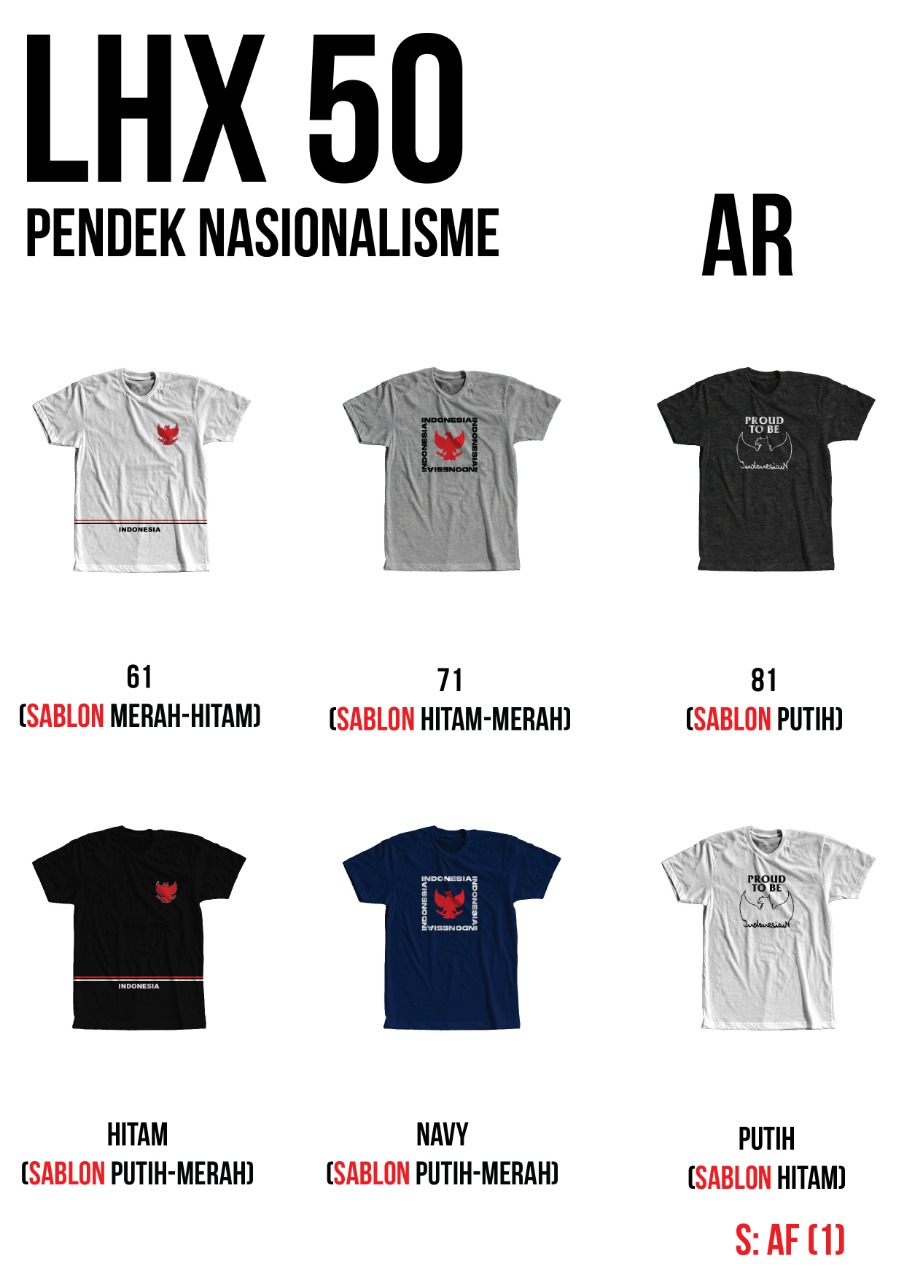 LHX 50
PENDEK NASIONALISME
AR
INDONESIA
INDONESIA
INDONESIA
INDONESIA
INDONESIA
PROUD
TO BE
IndonesiaN
61
(SABLON MERAH-HITAM)
71
(SABLON HITAM-MERAH)
81
(SABLON PUTIH)
INDONESIA
INDONESIA
INDONESIA
INDONESIA
INDONESIA
PROUD
TO BE
IndonesiaN
HITAM
(SABLON PUTIH-MERAH)
NAVY
(SABLON PUTIH-MERAH)
PUTIH
(SABLON HITAM)
S: AF (1)